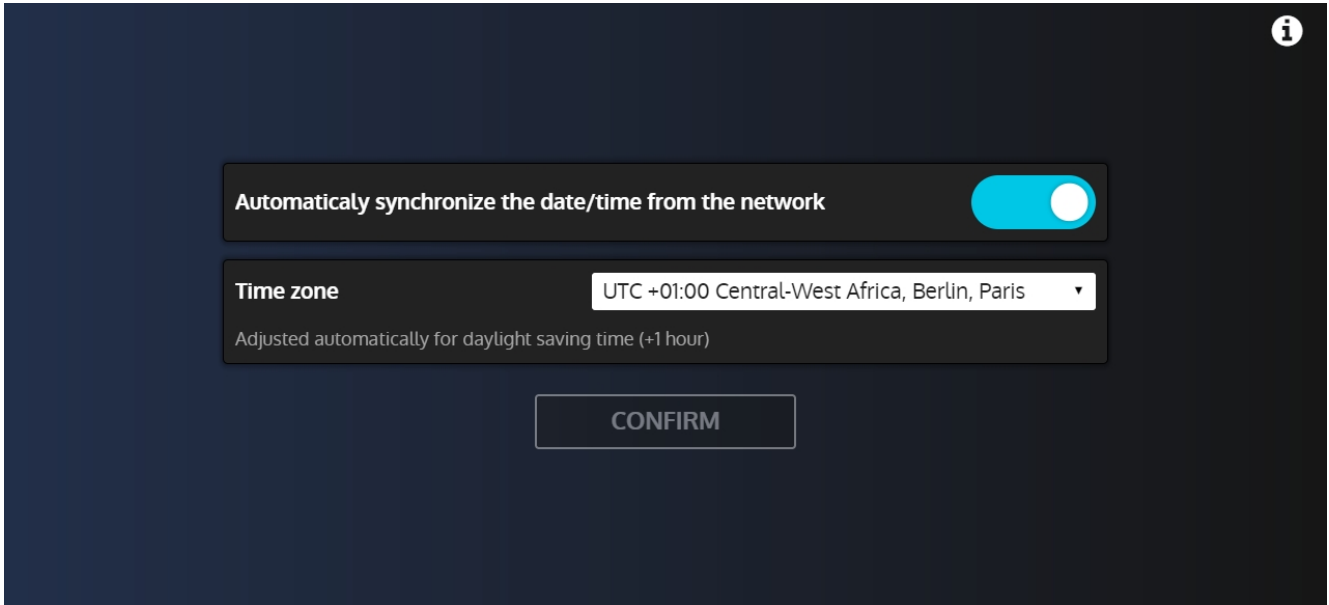 Automaticaly synchronize the date/time from the network
Time zone
UTC +01:00 Central-West Africa, Berlin, Paris
Adjusted automatically for daylight saving time (+1 hour)
CONFIRM